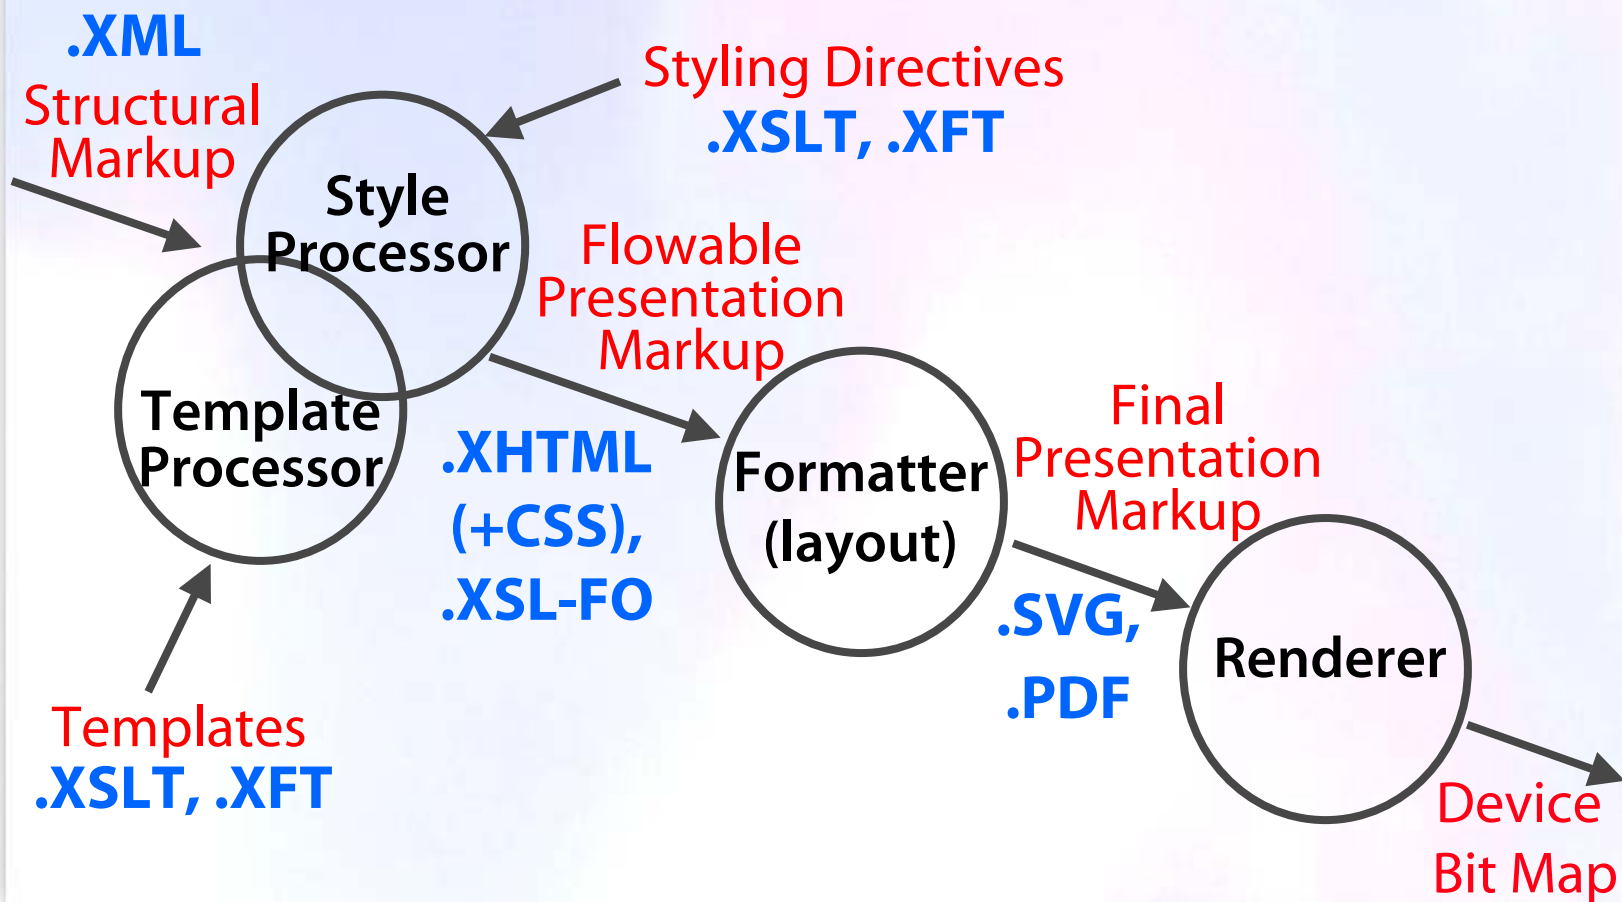 .XML
Structural
Markup
Styling Directives
.XSLT, .XFT
Style
Processor
Flowable
Presentation
Markup
Template
Processor
.XHTML
(+CSS),
.XSL-FO
Templates
.XSLT, .XFT
Formatter
(layout)
Final
Presentation
Markup
.SVG,
.PDF
Renderer
Device
Bit Map